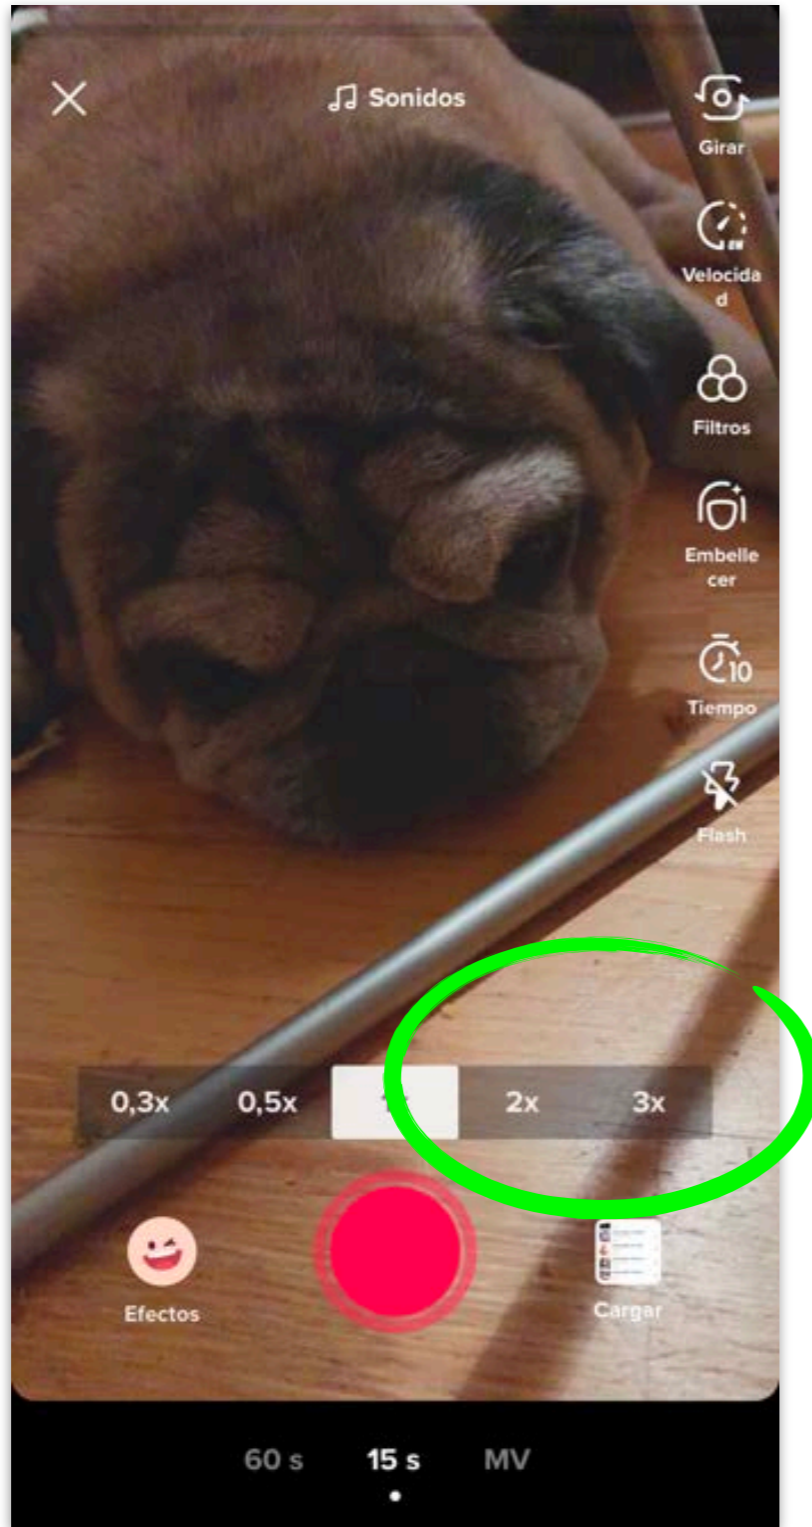 Sonidos
Girar
Velocida
d
Filtros
Embelle
cer
10
Tiempo
Flash
0,3x 0,5x 2x 3x
Efectos
Cargar
60 s 15 s MV